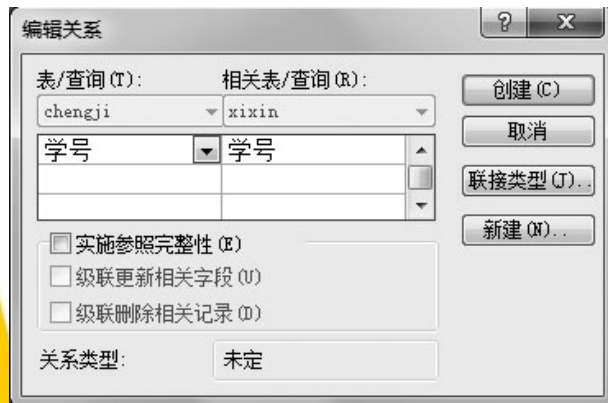 编辑关系
表/查询(T): 相关表/查询(R):
chengji xixin
学号 学号
实施参照完整性(E)
级联更新相关字段(U)
级联删除相关记录(D)
关系类型: 未定
创建(C)
取消
联接类型(J)..
新建(N)..